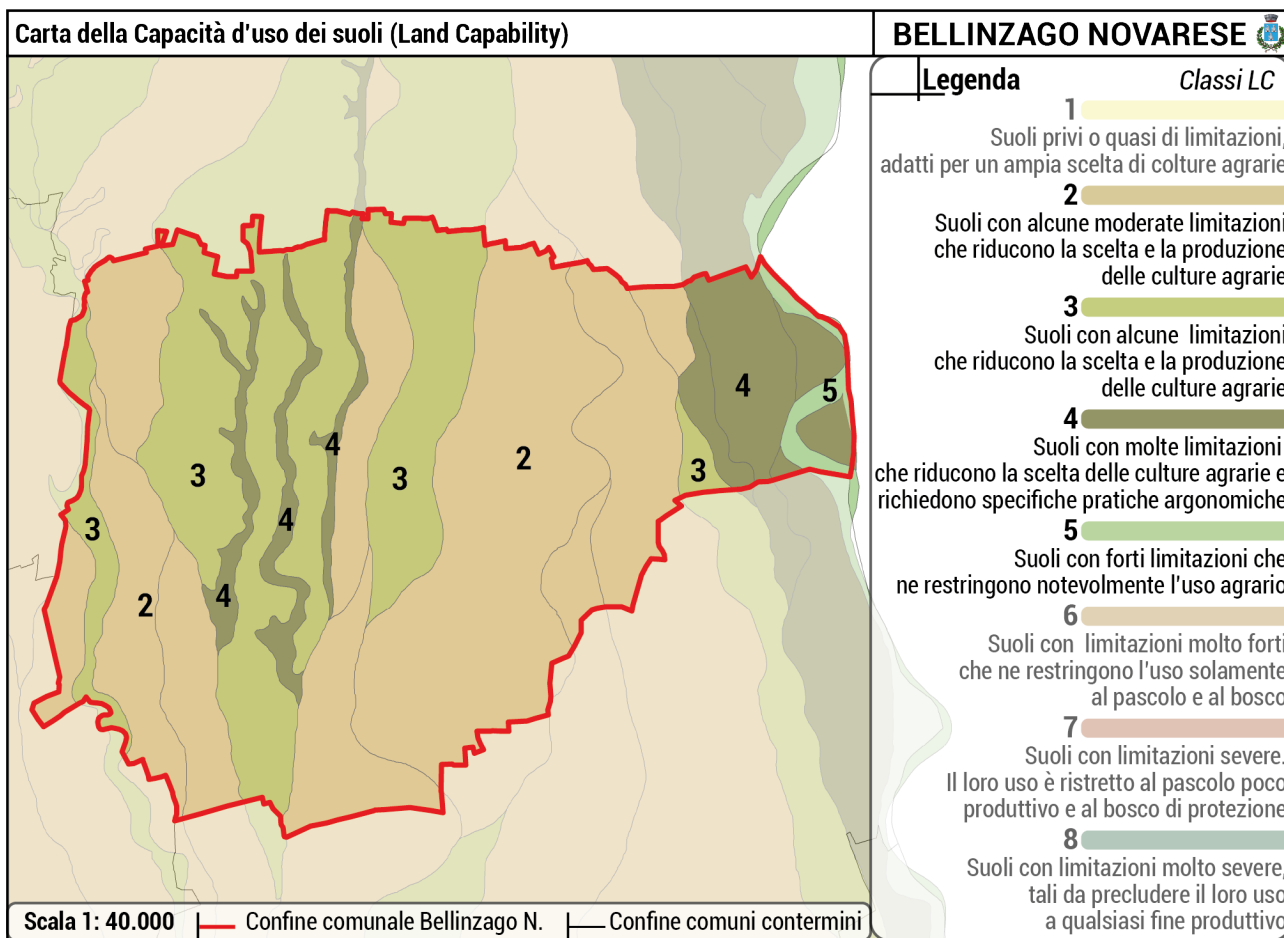 Carta della Capacità d'uso dei suoli (Land Capability)
BELLINZAGO NOVARESE
Legenda
Classi LC
1
Suoli privi o quasi di limitazioni,
adatti per un ampia scelta di colture agrarie
2
Suoli con alcune moderate limitazioni
che riducono la scelta e la produzione
delle culture agrarie
3
Suoli con alcune limitazioni
che riducono la scelta e la produzione
delle culture agrarie
4
Suoli con molte limitazioni
che riducono la scelta delle culture agrarie e
richiedono specifiche pratiche argonomiche
5
Suoli con forti limitazioni che
ne restringono notevolmente l'uso agrario
6
Suoli con limitazioni molto forti
che ne restringono l'uso solamente
al pascolo e al bosco
7
Suoli con limitazioni severe.
Il loro uso è ristretto al pascolo poco
produttivo e al bosco di protezione
8
Suoli con limitazioni molto severe,
tali da precludere il loro uso
a qualsiasi fine produttivo
4
5
4
3
3
2
3
4
3
4
2
Scala 1: 40.000
Confine comunale Bellinzago N.
Confine comuni contermini